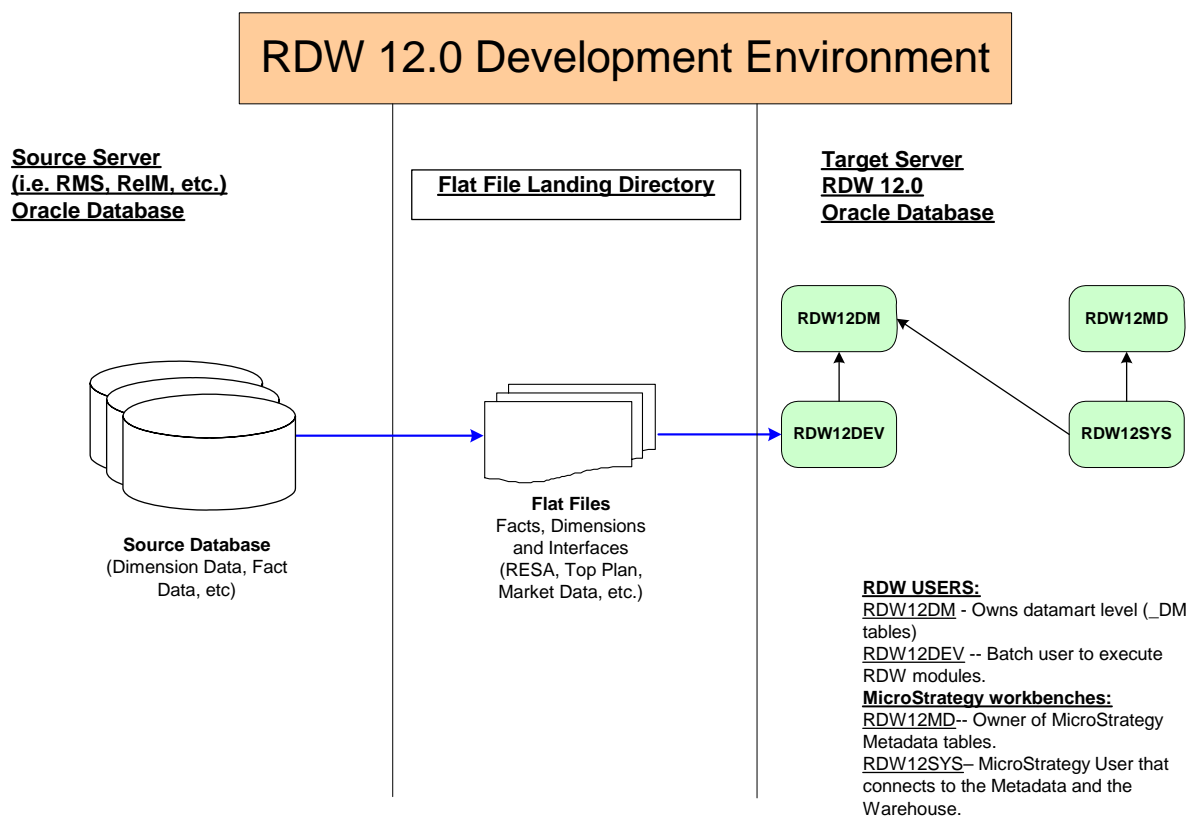 RDW 12.0 Development Environment
Source Server
(i.e. RMS, ReIM, etc.)
Oracle Database
Flat File Landing Directory
Target Server
RDW 12.0
Oracle Database
RDW12DM
RDW12MD
RDW12DEV
RDW12SYS
Source Database
(Dimension Data, Fact
Data, etc)
Flat Files
Facts, Dimensions
and Interfaces
(RESA, Top Plan,
Market Data, etc.)
RDW USERS:
RDW12DM - Owns datamart level (_DM
tables)
RDW12DEV -- Batch user to execute
RDW modules.
MicroStrategy workbenches:
RDW12MD-- Owner of MicroStrategy
Metadata tables.
RDW12SYS– MicroStrategy User that
connects to the Metadata and the
Warehouse.